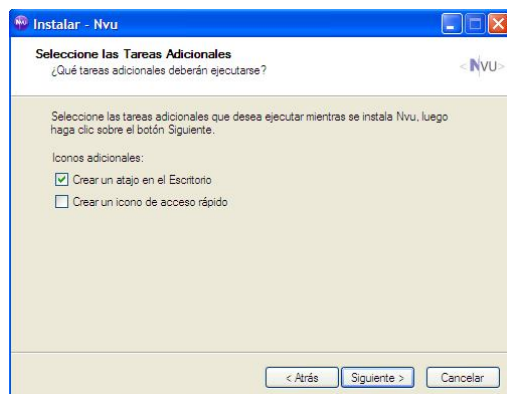 Instalar - Nvu
Seleccione las Tareas Adicionales
¿Qué tareas adicionales deberán ejecutarse?
<NVU>
Seleccione las tareas adicionales que desea ejecutar mientras se instala Nvu, luego
haga clic sobre el botón Siguiente.
Iconos adicionales:
Crear un atajo en el Escritorio
Crear un icono de acceso rápido
< Atrás
Siguiente >
Cancelar